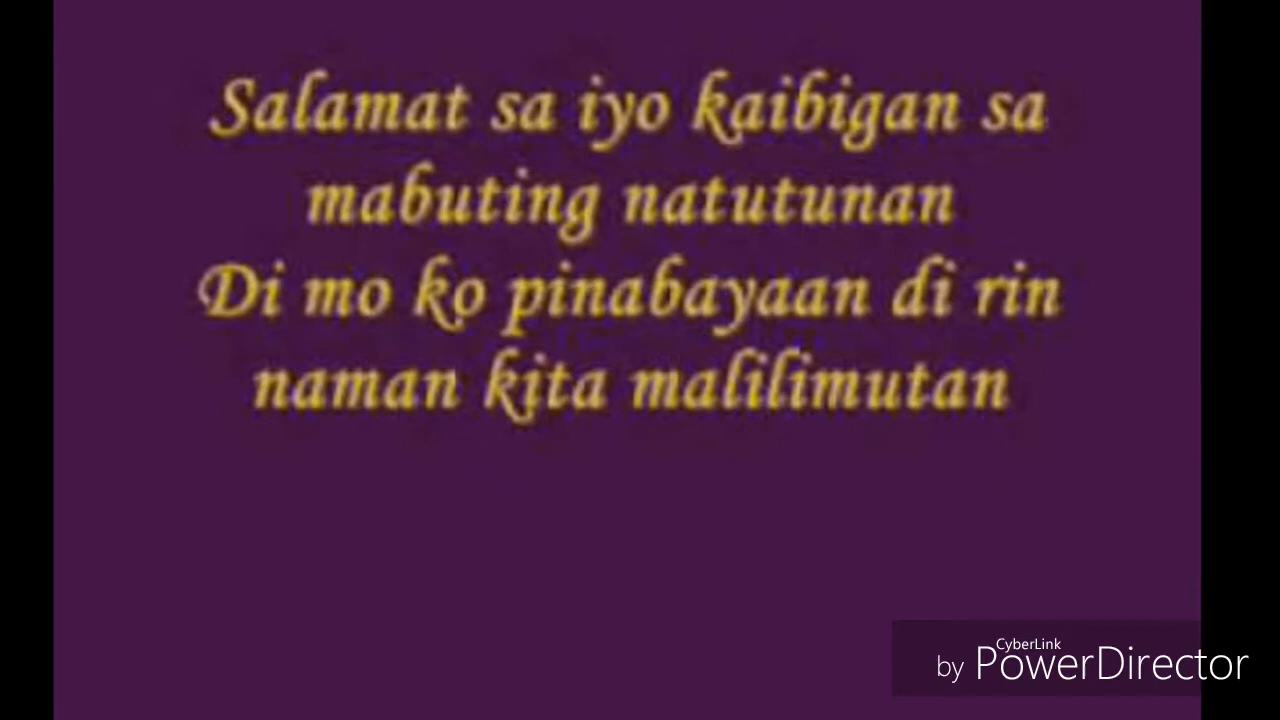 Salamat sa iyo kaibigan sa
mabuting natutunan
Di mo ko pinabayaan di rin
naman kita malilimutan
CyberLink
by PowerDirector